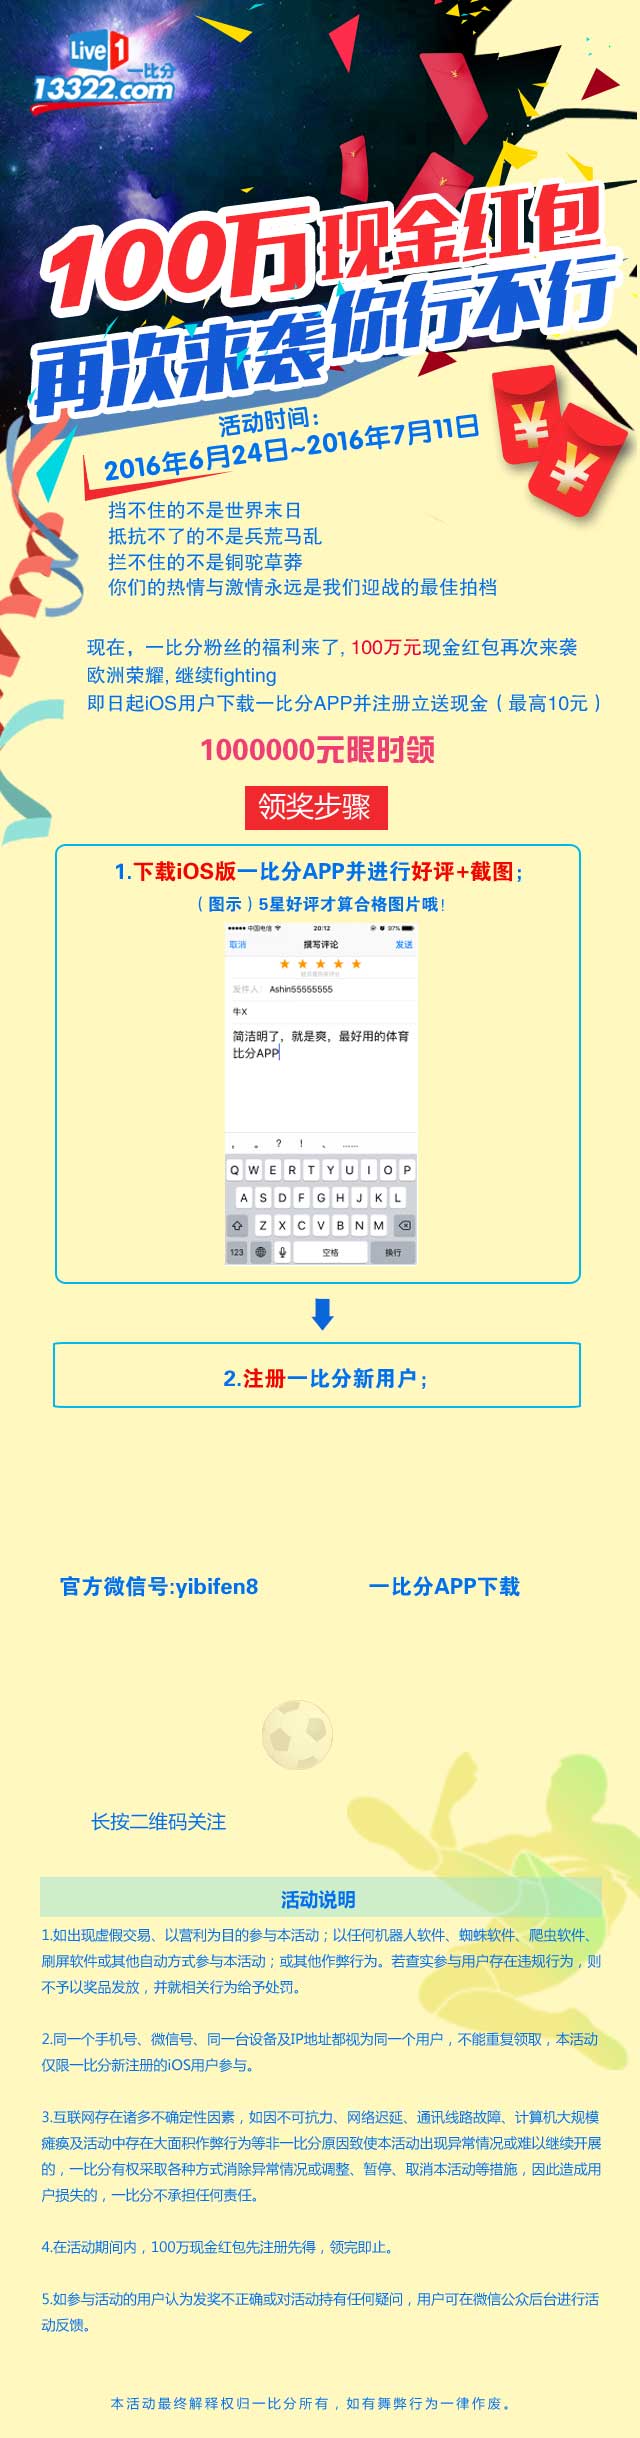 Live 1
一比分
13322.com
100万现金红包
再次来袭你行不行
活动时间：
2016年6月24日~2016年7月11日
挡不住的不是世界末日
抵抗不了的不是兵荒马乱
拦不住的不是铜驼草莽
你们的热情与激情永远是我们迎战的最佳拍档
现在，一比分粉丝的福利来了, 100万元现金红包再次来袭
欧洲荣耀, 继续fighting
即日起iOS用户下载一比分APP并注册立送现金（最高10元）
1000000元限时领
领奖步骤
1.下载iOS版一比分APP并进行好评+截图；
（图示）5星好评才算合格图片哦!
中国电信 20:12 97%
取消 撰写评论 发送
发件人： Ashin55555555
牛X
简洁明了，就是爽，最好用的体育
比分APP
， 。 ? ! 、 ......
Q W E R T Y U I O P
A S D F G H J K L
Z X C V B N M
123 空格 换行
2.注册一比分新用户；
官方微信号:yibifen8 一比分APP下载
长按二维码关注
活动说明
1.如出现虚假交易、以营利为目的参与本活动；以任何机器人软件、蜘蛛软件、爬虫软件、
刷屏软件或其他自动方式参与本活动；或其他作弊行为。若查实参与用户存在违规行为，则
不予以奖品发放，并就相关行为给予处罚。
2.同一个手机号、微信号、同一台设备及IP地址都视为同一个用户，不能重复领取，本活动
仅限一比分新注册的iOS用户参与。
3.互联网存在诸多不确定性因素，如因不可抗力、网络迟延、通讯线路故障、计算机大规模
瘫痪及活动中存在大面积作弊行为等非一比分原因致使本活动出现异常情况或难以继续开展
的，一比分有权采取各种方式消除异常情况或调整、暂停、取消本活动等措施，因此造成用
户损失的，一比分不承担任何责任。
4.在活动期间内，100万现金红包先注册先得，领完即止。
5.如参与活动的用户认为发奖不正确或对活动持有任何疑问，用户可在微信公众后台进行活
动反馈。
本活动最终解释权归一比分所有，如有舞弊行为一律作废。